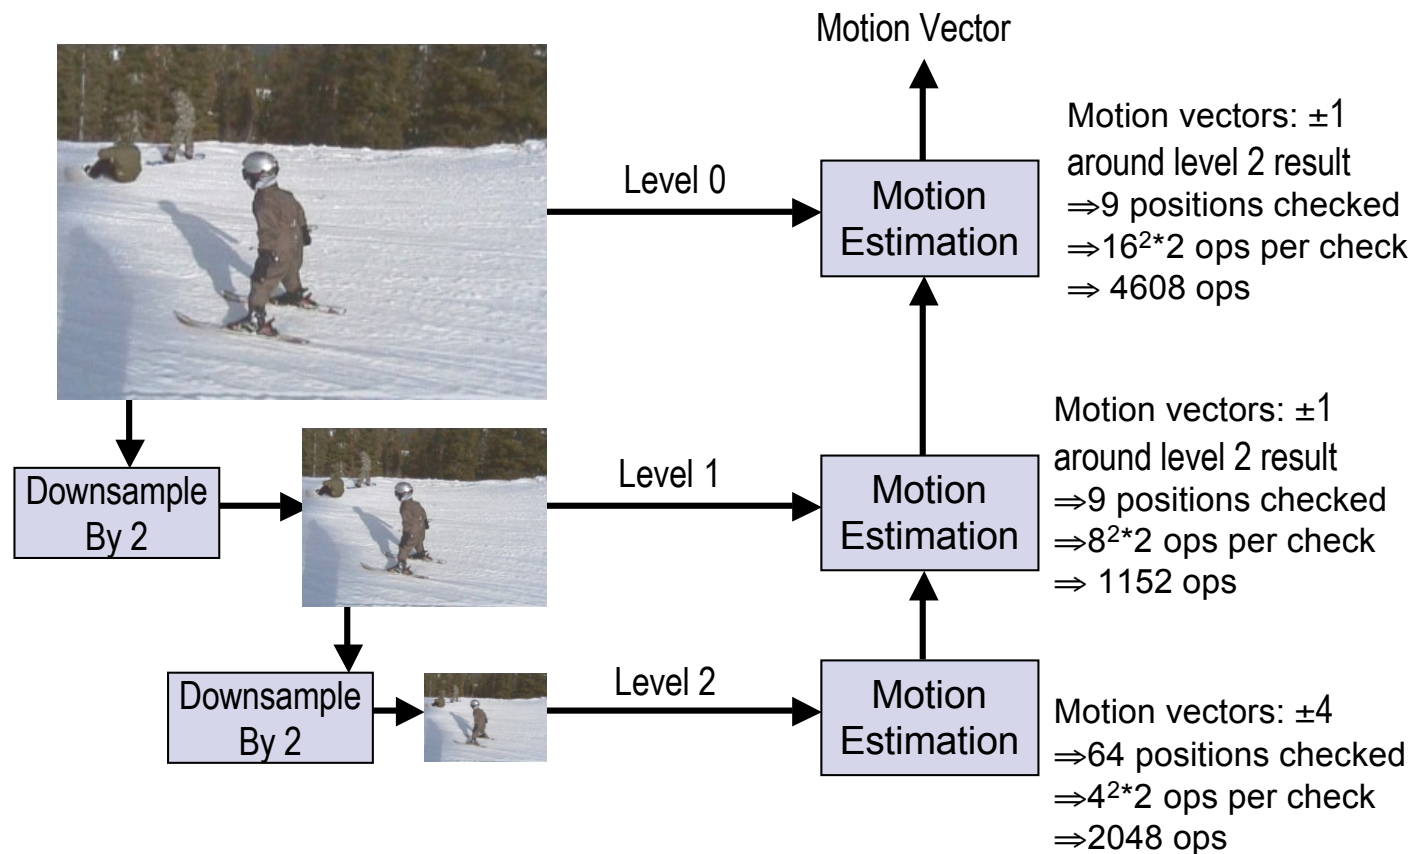 Motion Vector
Level 0
Motion
Estimation
Motion vectors: ±1
around level 2 result
⇒9 positions checked
⇒16²*2 ops per check
⇒ 4608 ops
Downsample
By 2
Level 1
Motion
Estimation
Motion vectors: ±1
around level 2 result
⇒9 positions checked
⇒8²*2 ops per check
⇒ 1152 ops
Downsample
By 2
Level 2
Motion
Estimation
Motion vectors: ±4
⇒64 positions checked
⇒4²*2 ops per check
⇒2048 ops